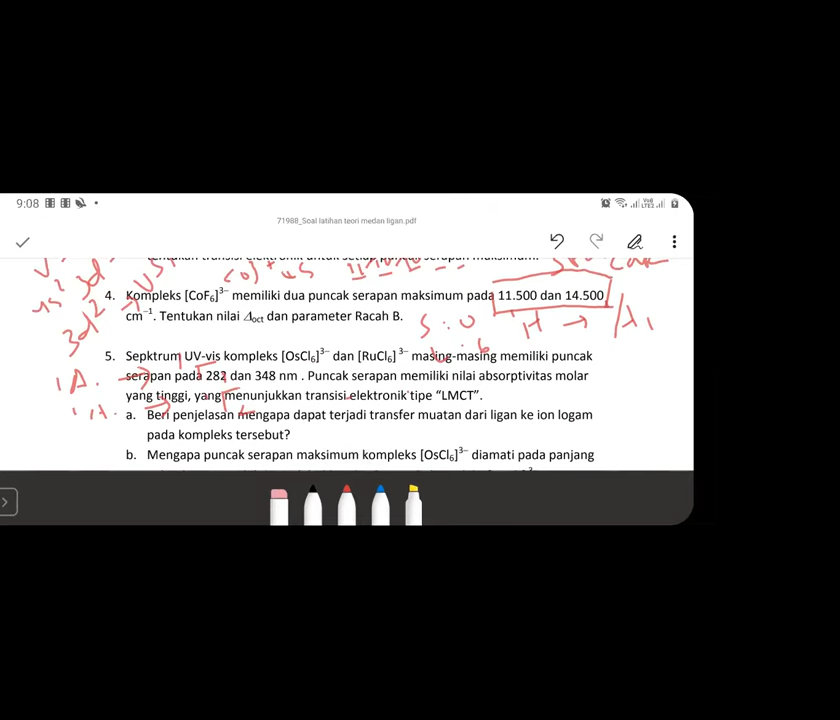 9:08
71988_Soal latihan teori medan ligan.pdf
4. Kompleks [CoF₆]³⁻ memiliki dua puncak serapan maksimum pada 11.500 dan 14.500
cm⁻¹. Tentukan nilai Δoct dan parameter Racah B.
S : 0
L : 6
3d²
5. Sepktrum UV-vis kompleks [OsCl₆]³⁻ dan [RuCl₆]³⁻ masing-masing memiliki puncak
serapan pada 282 dan 348 nm . Puncak serapan memiliki nilai absorptivitas molar
yang tinggi, yang menunjukkan transisi elektronik tipe “LMCT”.
a. Beri penjelasan mengapa dapat terjadi transfer muatan dari ligan ke ion logam
pada kompleks tersebut?
b. Mengapa puncak serapan maksimum kompleks [OsCl₆]³⁻ diamati pada panjang